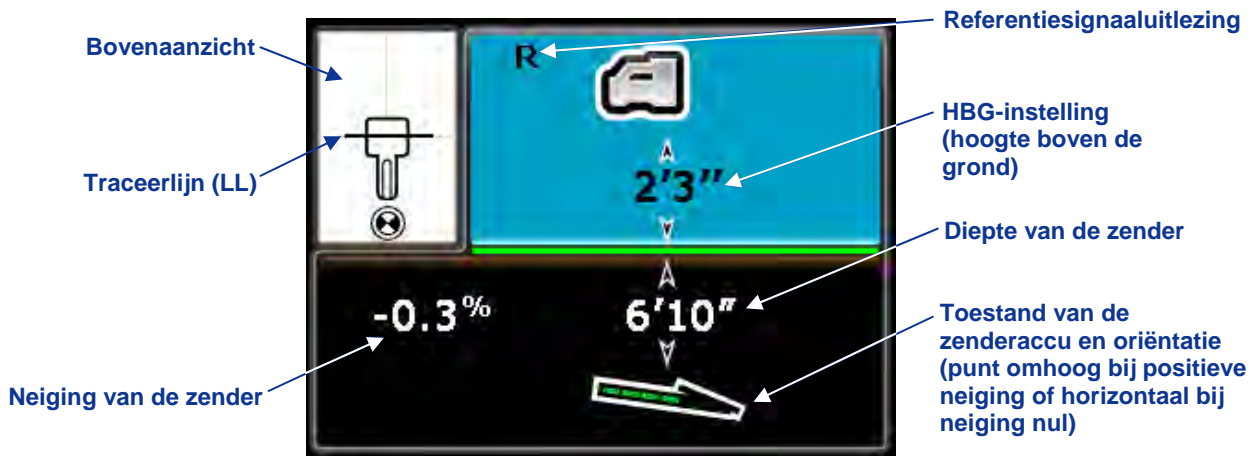 Bovenaanzicht
Traceerlijn (LL)
Neiging van de zender
R
2'3"
-0.3%
6'10"
Referentiesignaaluitlezing
HBG-instelling
(hoogte boven de
grond)
Diepte van de zender
Toestand van de
zenderaccu en oriëntatie
(punt omhoog bij positieve
neiging of horizontaal bij
neiging nul)